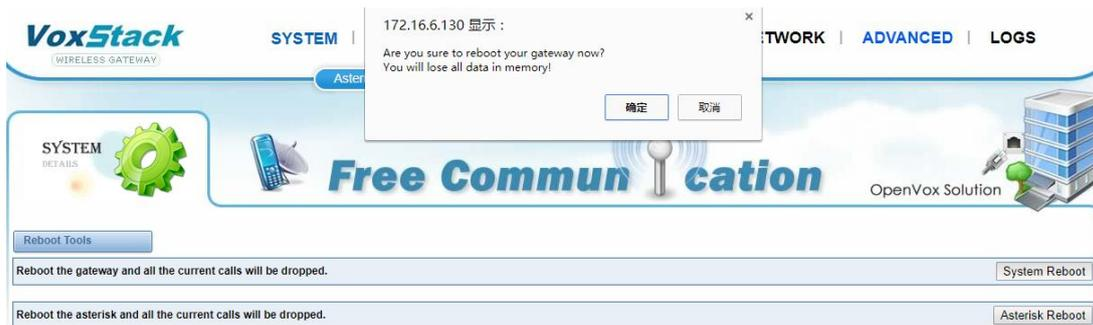 VoxStack
WIRELESS GATEWAY
SYSTEM
ADVANCED
LOGS
172.16.6.130 显示：
Are you sure to reboot your gateway now?
You will lose all data in memory!
确定
取消
SYSTEM
DETAILS
Free Commun cation
OpenVox Solution
Reboot Tools
Reboot the gateway and all the current calls will be dropped.
System Reboot
Reboot the asterisk and all the current calls will be dropped.
Asterisk Reboot